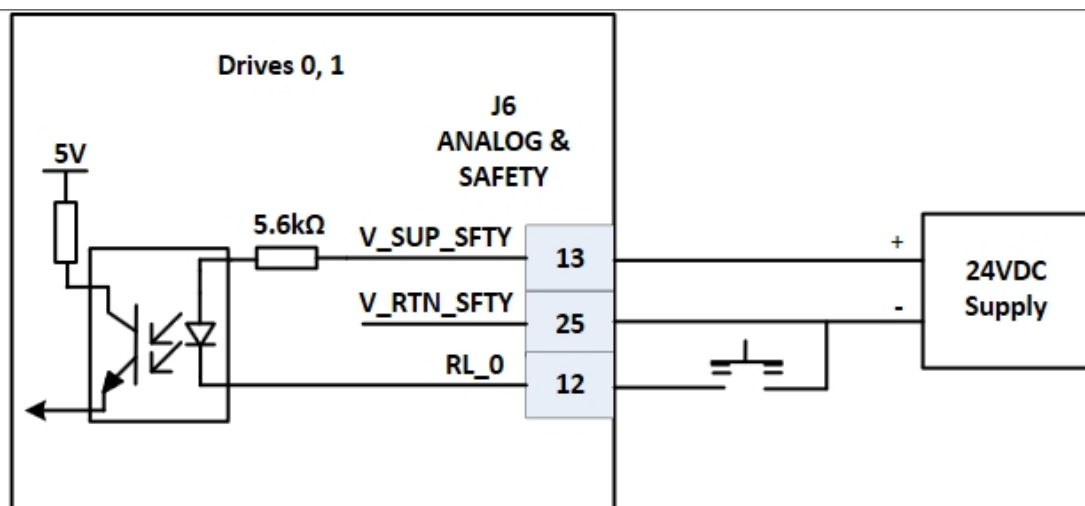 Drives 0, 1
J6
ANALOG &
SAFETY
5V
5.6kΩ
V_SUP_SFTY
13
+
24VDC
Supply
V_RTN_SFTY
25
-
RL_0
12